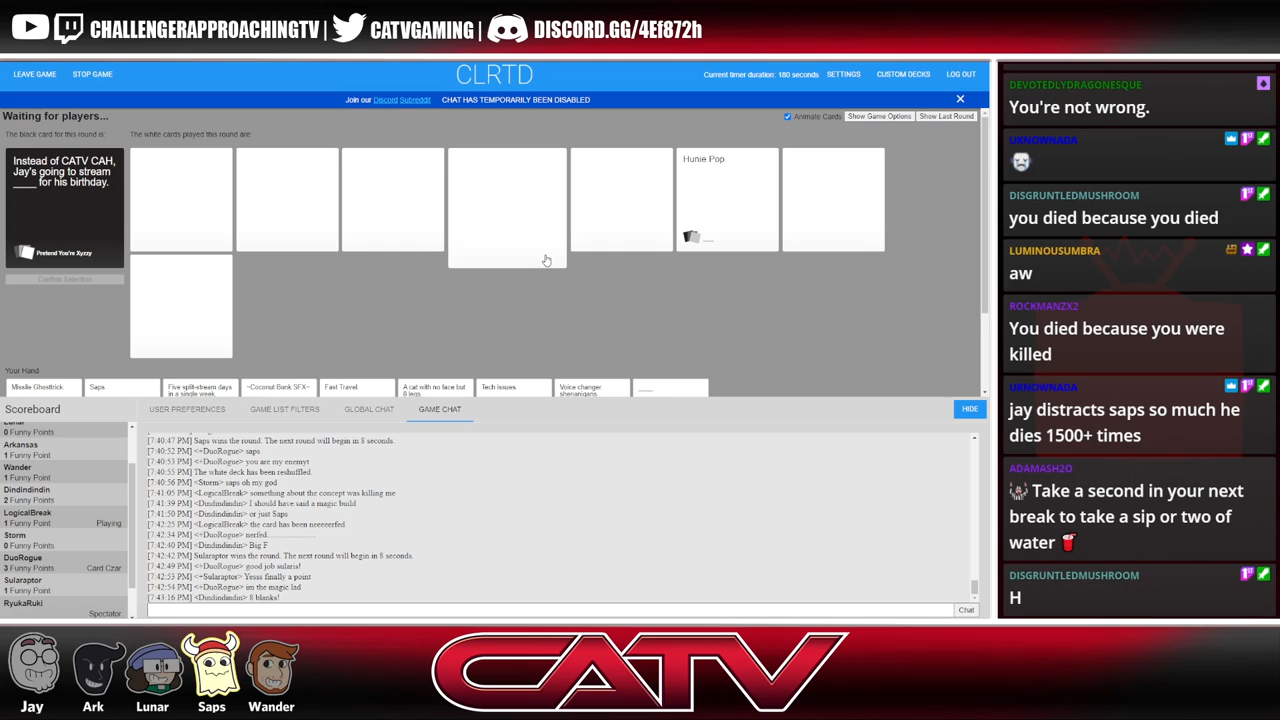 CHALLENGERAPPROACHINGTV | CATVGAMING | DISCORD.GG/4Ef872h
LEAVE GAME STOP GAME CLRTD Current timer duration: 180 seconds SETTINGS CUSTOM DECKS LOG OUT
Join our Discord Subreddit CHAT HAS TEMPORARILY BEEN DISABLED ✕
Waiting for players...
Animate Cards Show Game Options Show Last Round
The black card for this round is: The white cards played this round are:
Instead of CATV CAH,
Jay's going to stream
____ for his birthday.
Pretend You're Xyzzy
Confirm Selection
Hunie Pop
__
Your Hand
Missile Ghosttrick
Saps
Five split-stream days
in a single week.
~Coconut Bonk SFX~
Fast Travel
A cat with no face but
8 legs
Tech issues.
Voice changer
shenanigans
____
Scoreboard
Lunar
0 Funny Points
Arkansas
1 Funny Point
Wander
1 Funny Point
Dindindindin
2 Funny Points
LogicalBreak
1 Funny Point Playing
Storm
0 Funny Points
DuoRogue
3 Funny Points Card Czar
Sularaptor
1 Funny Point
RyukaRuki
Spectator
USER PREFERENCES GAME LIST FILTERS GLOBAL CHAT GAME CHAT HIDE
[7:40:47 PM] Saps wins the round. The next round will begin in 8 seconds.
[7:40:52 PM] <+DuoRogue> saps
[7:40:53 PM] <+DuoRogue> you are my enemyt
[7:40:55 PM] The white deck has been reshuffled.
[7:40:56 PM] <Storm> saps oh my god
[7:41:05 PM] <LogicalBreak> something about the concept was killing me
[7:41:39 PM] <Dindindindin> I should have said a magic build
[7:41:50 PM] <Dindindindin> or just Saps
[7:42:25 PM] <LogicalBreak> the card has been neeeerfed
[7:42:34 PM] <+DuoRogue> nerfed...................
[7:42:40 PM] <Dindindindin> Big F
[7:42:42 PM] Sularaptor wins the round. The next round will begin in 8 seconds.
[7:42:49 PM] <+DuoRogue> good job sularis!
[7:42:53 PM] <+Sularaptor> Yesss finally a point
[7:42:54 PM] <+DuoRogue> im the magic lad
[7:43:16 PM] <Dindindindin> 8 blanks!
Chat
DEVOTEDLYDRAGONESQUE
You're not wrong.
UKNOWNADA
DISGRUNTLEDMUSHROOM
you died because you died
LUMINOUSUMBRA
aw
ROCKMANZX2
You died because you were
killed
UKNOWNADA
jay distracts saps so much he
dies 1500+ times
ADAMASH2O
Take a second in your next
break to take a sip or two of
water
DISGRUNTLEDMUSHROOM
H
Jay Ark Lunar Saps Wander
CATV